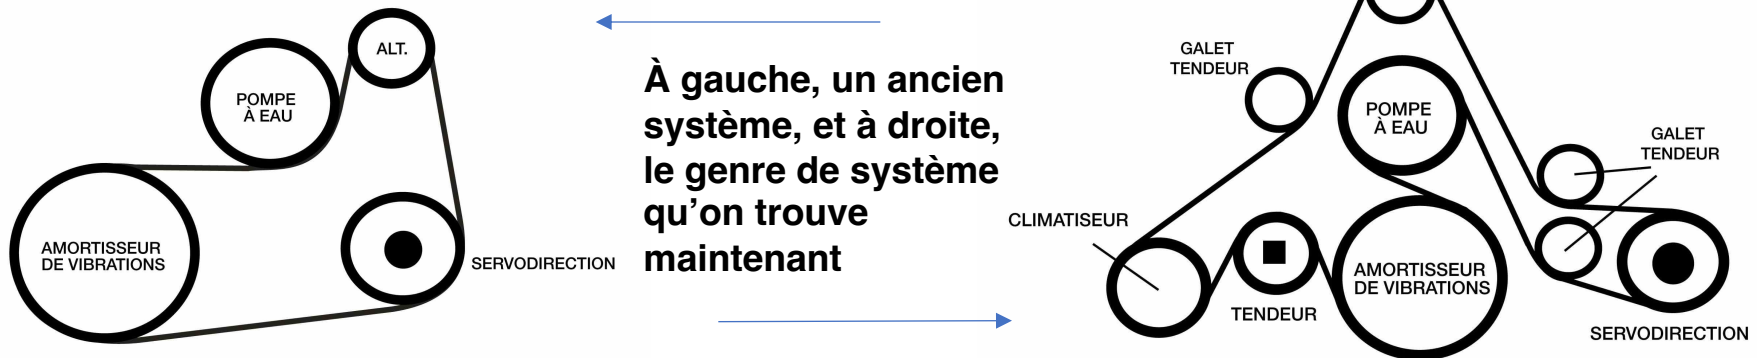 ALT.
POMPE
À EAU
AMORTISSEUR
DE VIBRATIONS
SERVODIRECTION
À gauche, un ancien
système, et à droite,
le genre de système
qu’on trouve
maintenant
GALET
TENDEUR
POMPE
À EAU
GALET
TENDEUR
CLIMATISEUR
TENDEUR
AMORTISSEUR
DE VIBRATIONS
SERVODIRECTION